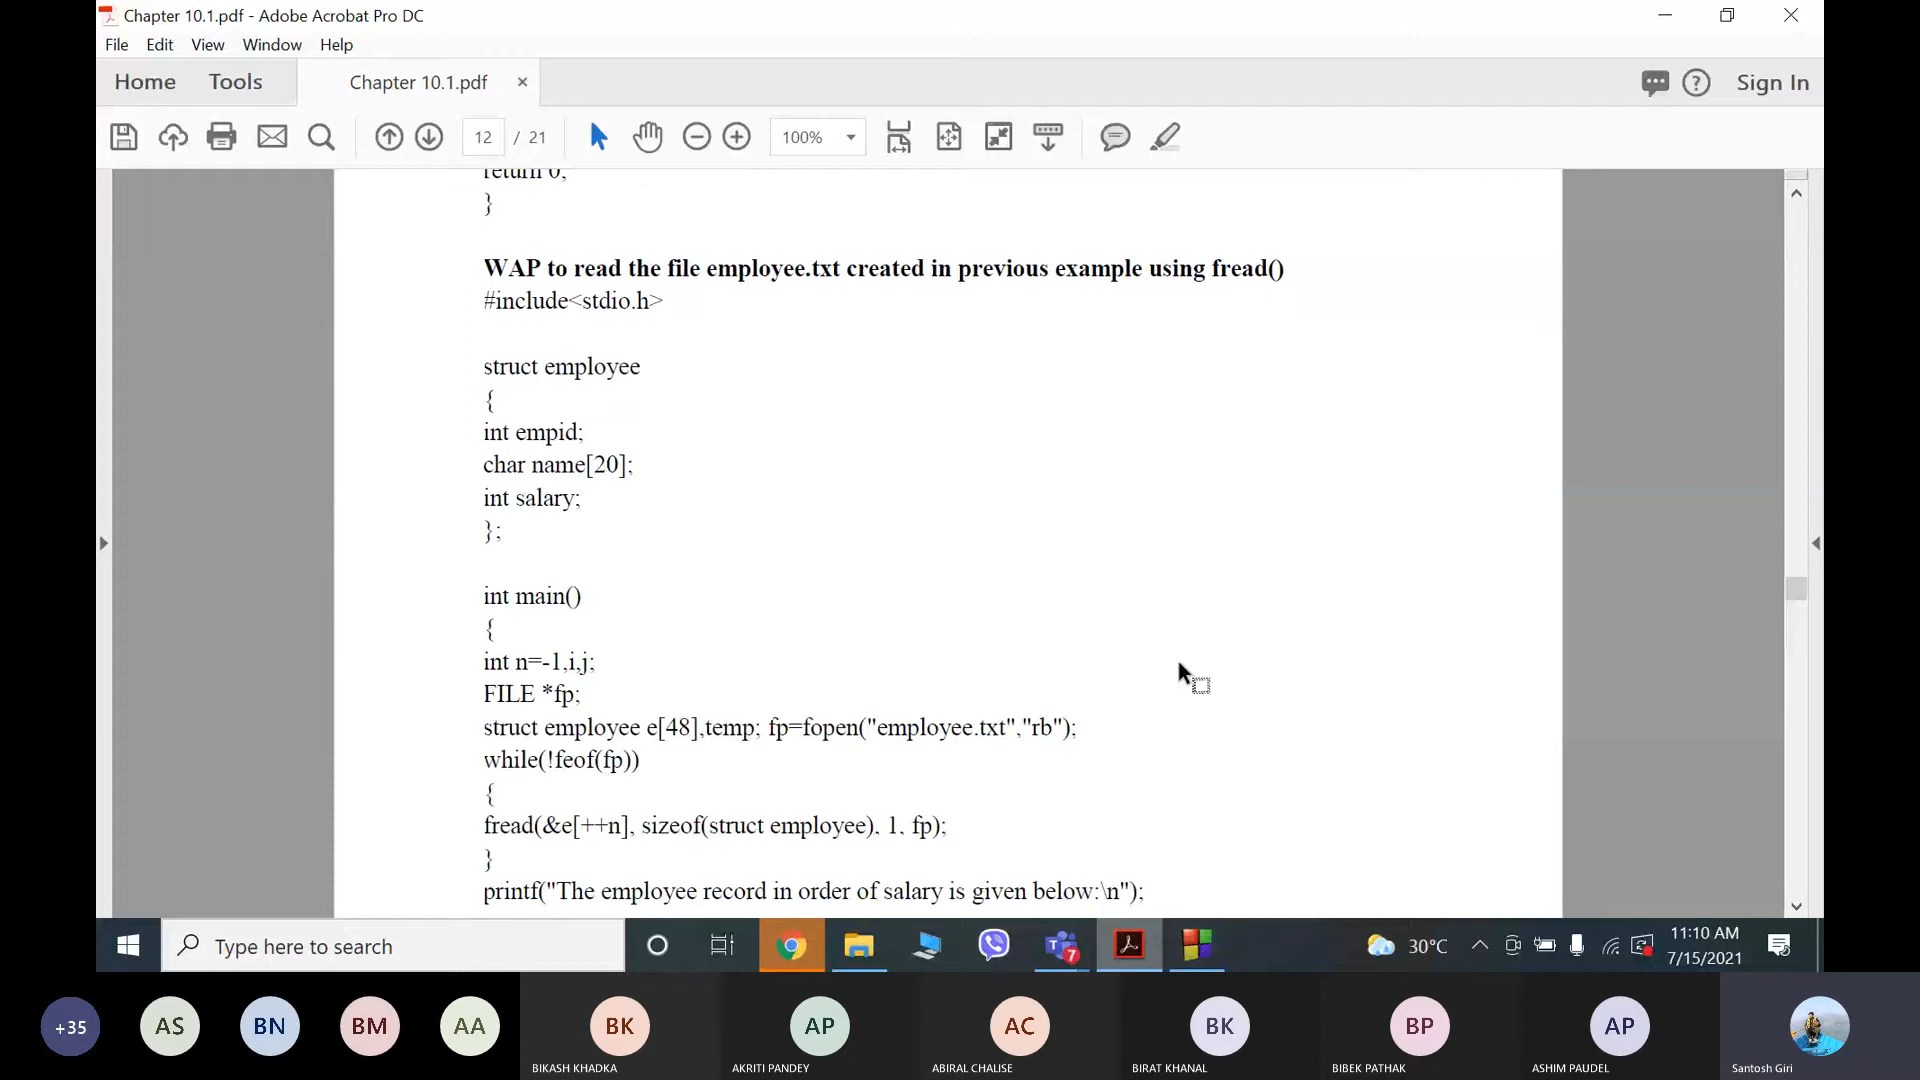 Chapter 10.1.pdf - Adobe Acrobat Pro DC
File Edit View Window Help
Home Tools Chapter 10.1.pdf × Sign In
12 / 21 100%
return 0;
}
WAP to read the file employee.txt created in previous example using fread()
#include<stdio.h>
struct employee
{
int empid;
char name[20];
int salary;
};
int main()
{
int n=-1,i,j;
FILE *fp;
struct employee e[48],temp; fp=fopen("employee.txt","rb");
while(!feof(fp))
{
fread(&e[++n], sizeof(struct employee), 1, fp);
}
printf("The employee record in order of salary is given below:\n");
Type here to search 7 30°C 11:10 AM
7/15/2021
+35 AS BN BM AA BK AP AC BK BP AP
BIKASH KHADKA AKRITI PANDEY ABIRAL CHALISE BIRAT KHANAL BIBEK PATHAK ASHIM PAUDEL Santosh Giri